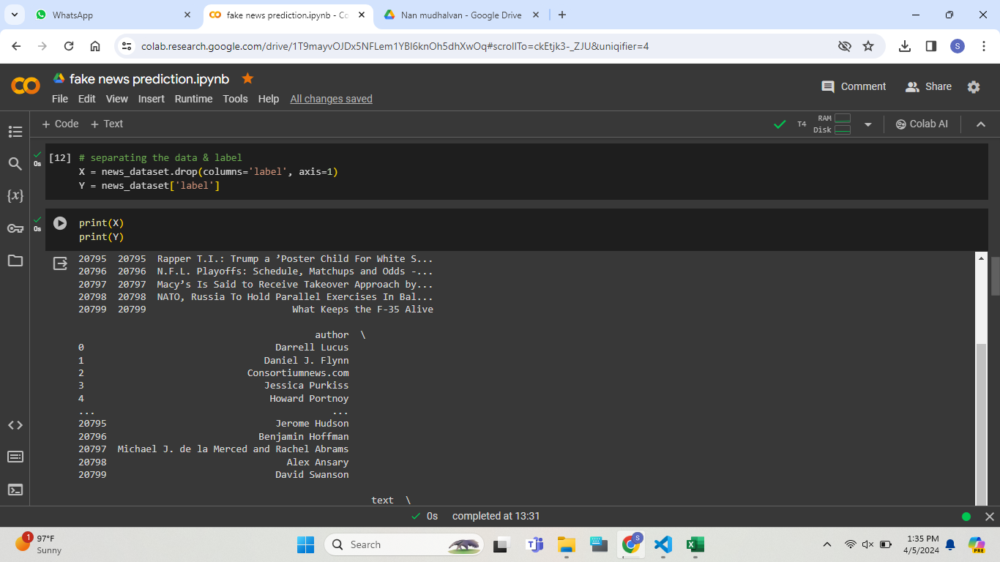 WhatsApp
fake news prediction.ipynb - Co
Nan mudhalvan - Google Drive
colab.research.google.com/drive/1T9mayvOJDx5NFLem1YBl6knOh5dhXwOq#scrollTo=ckEtjk3-_ZJU&uniqifier=4
S
fake news prediction.ipynb
File Edit View Insert Runtime Tools Help All changes saved
Comment Share
+ Code + Text
T4 RAM Disk Colab AI
[12] # separating the data & label
0s
X = news_dataset.drop(columns='label', axis=1)
Y = news_dataset['label']
print(X)
0s
print(Y)
20795 20795 Rapper T.I.: Trump a ’Poster Child For White S...
20796 20796 N.F.L. Playoffs: Schedule, Matchups and Odds -...
20797 20797 Macy’s Is Said to Receive Takeover Approach by...
20798 20798 NATO, Russia To Hold Parallel Exercises In Bal...
20799 20799 What Keeps the F-35 Alive
author \
0 Darrell Lucus
1 Daniel J. Flynn
2 Consortiumnews.com
3 Jessica Purkiss
4 Howard Portnoy
... ...
20795 Jerome Hudson
20796 Benjamin Hoffman
20797 Michael J. de la Merced and Rachel Abrams
20798 Alex Ansary
20799 David Swanson
text \
0s completed at 13:31
1
97°F
Sunny
Search
S
1:35 PM
4/5/2024
PRE